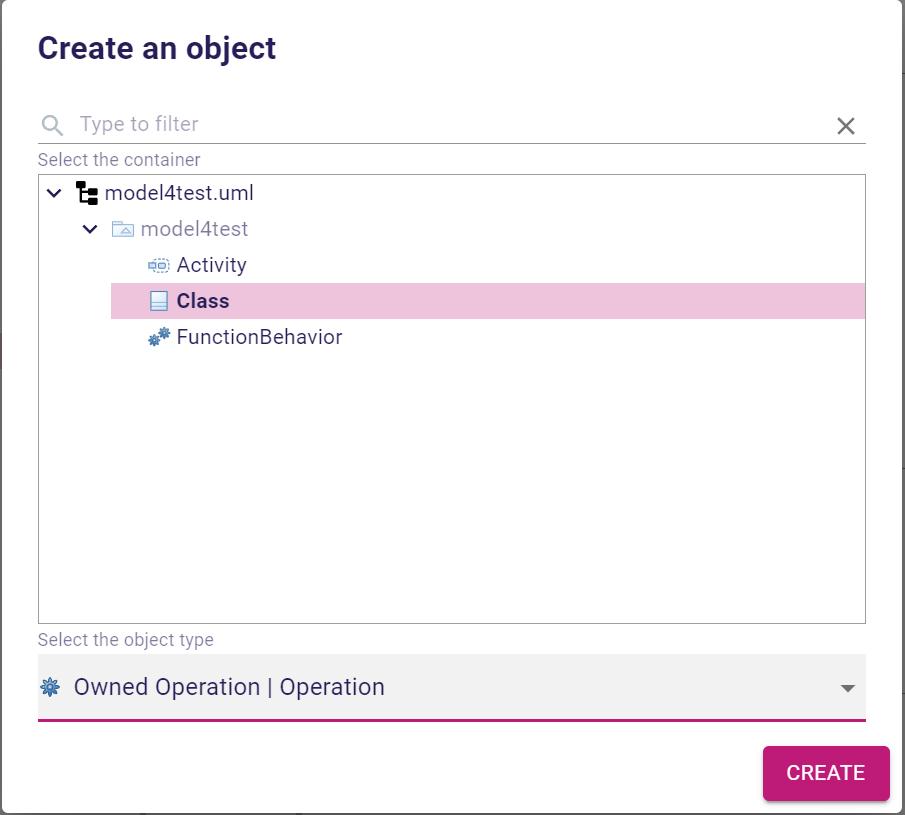 Create an object
Type to filter
Select the container
model4test.uml
model4test
Activity
Class
FunctionBehavior
Select the object type
Owned Operation | Operation
CREATE